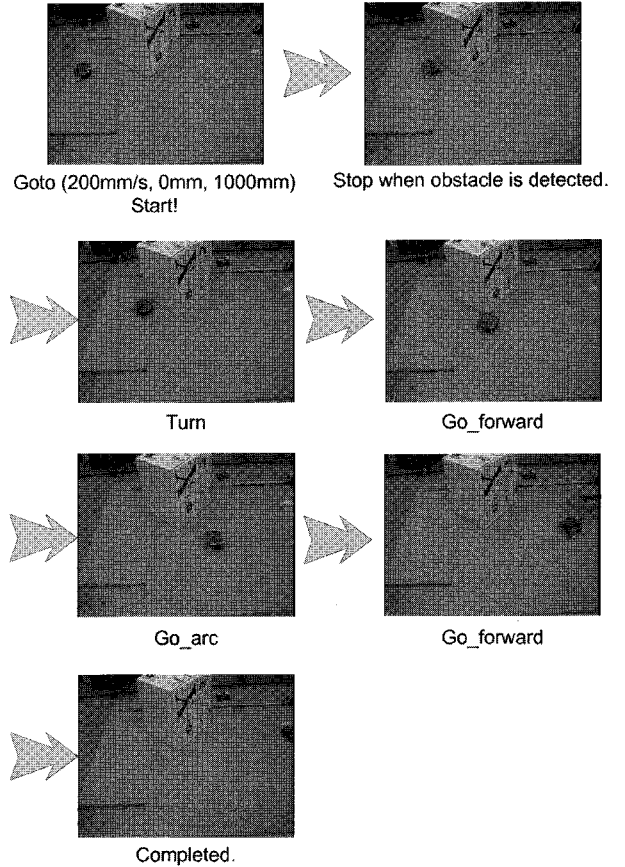 Goto (200mm/s, 0mm, 1000mm)
Start!
Stop when obstacle is detected.
Turn
Go_forward
Go_arc
Go_forward
Completed.